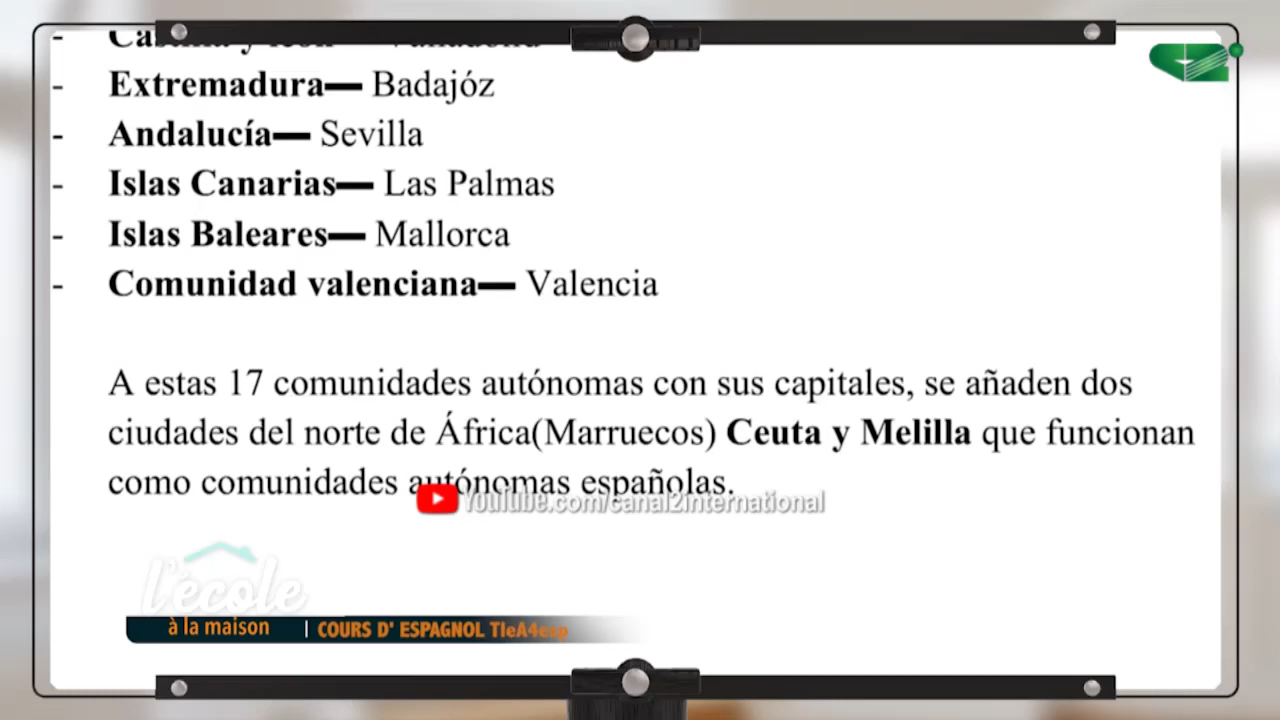 - Extremadura— Badajóz
- Andalucía— Sevilla
- Islas Canarias— Las Palmas
- Islas Baleares— Mallorca
- Comunidad valenciana— Valencia
A estas 17 comunidades autónomas con sus capitales, se añaden dos
ciudades del norte de África(Marruecos) Ceuta y Melilla que funcionan
como comunidades autónomas españolas.
YouTube.com/canal2international
l'école
à la maison | COURS D' ESPAGNOL TleA4esp